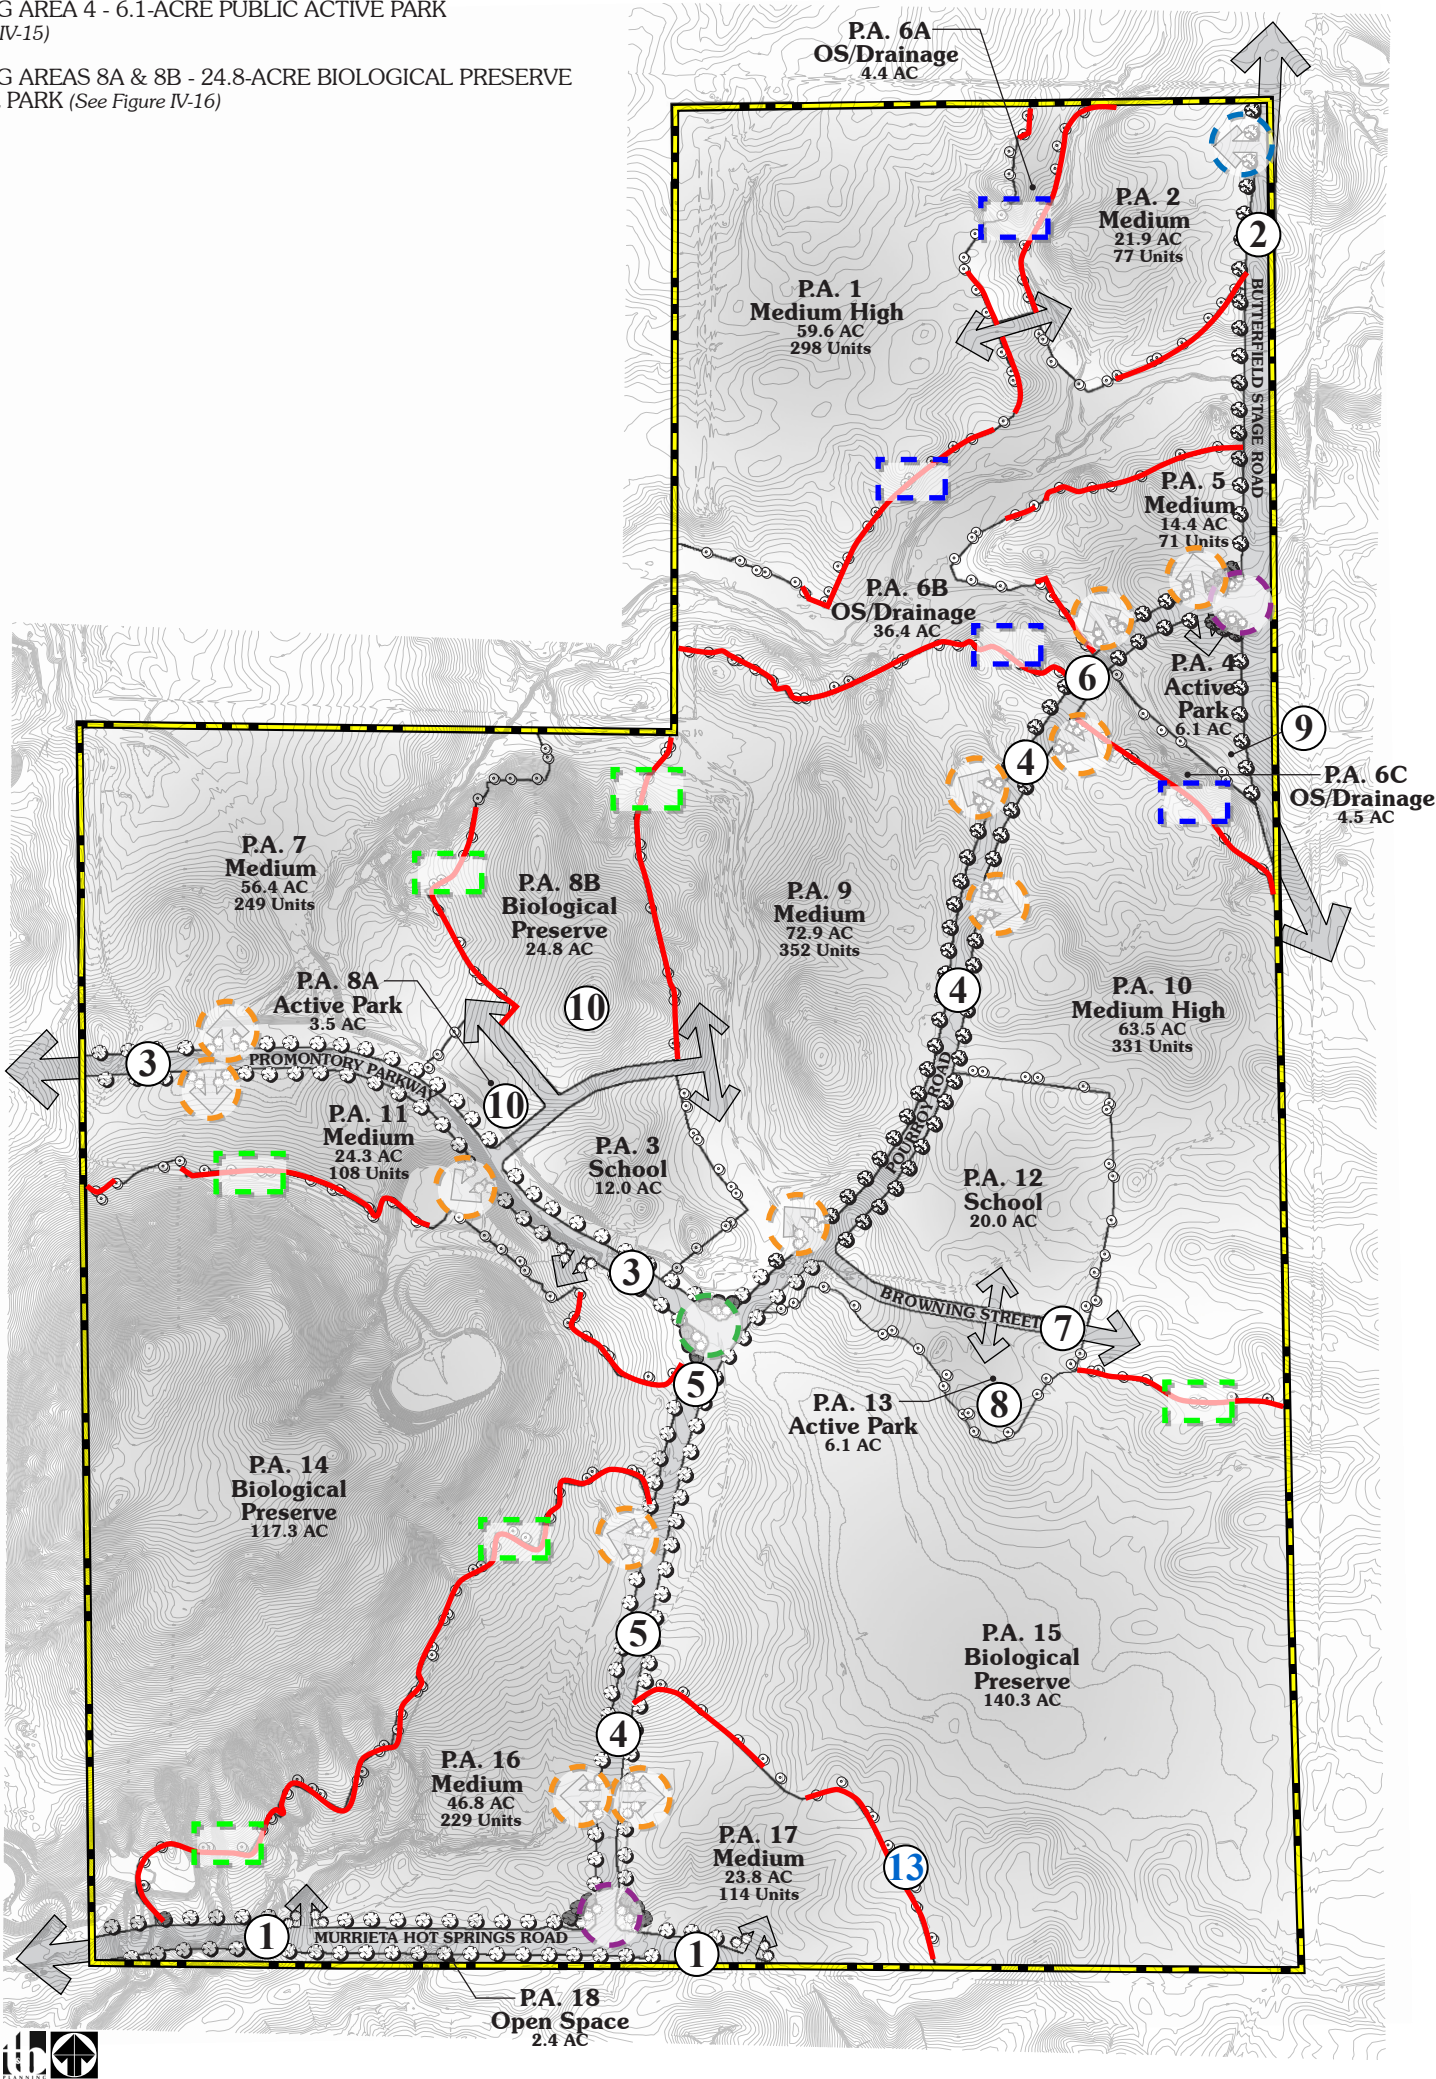 G AREA 4 - 6.1-ACRE PUBLIC ACTIVE PARK
IV-15)
G AREAS 8A & 8B - 24.8-ACRE BIOLOGICAL PRESERVE
PARK (See Figure IV-16)
P.A. 6A
OS/Drainage
4.4 AC
P.A. 2
Medium
21.9 AC
77 Units
2
P.A. 1
Medium High
59.6 AC
298 Units
BUTTERFIELD STAGE ROAD
P.A. 5
Medium
14.4 AC
71 Units
P.A. 6B
OS/Drainage
36.4 AC
6
P.A. 4
Active
Park
6.1 AC
9
4
P.A. 6C
OS/Drainage
4.5 AC
P.A. 7
Medium
56.4 AC
249 Units
P.A. 8B
Biological
Preserve
24.8 AC
P.A. 9
Medium
72.9 AC
352 Units
P.A. 8A
Active Park
3.5 AC
10
4
P.A. 10
Medium High
63.5 AC
331 Units
3
PROMONTORY PARKWAY
10
POURROY ROAD
P.A. 11
Medium
24.3 AC
108 Units
P.A. 3
School
12.0 AC
P.A. 12
School
20.0 AC
3
BROWNING STREET
7
5
P.A. 13
Active Park
6.1 AC
8
P.A. 14
Biological
Preserve
117.3 AC
5
P.A. 15
Biological
Preserve
140.3 AC
4
P.A. 16
Medium
46.8 AC
229 Units
P.A. 17
Medium
23.8 AC
114 Units
13
1
MURRIETA HOT SPRINGS ROAD
1
P.A. 18
Open Space
2.4 AC
PLANNING